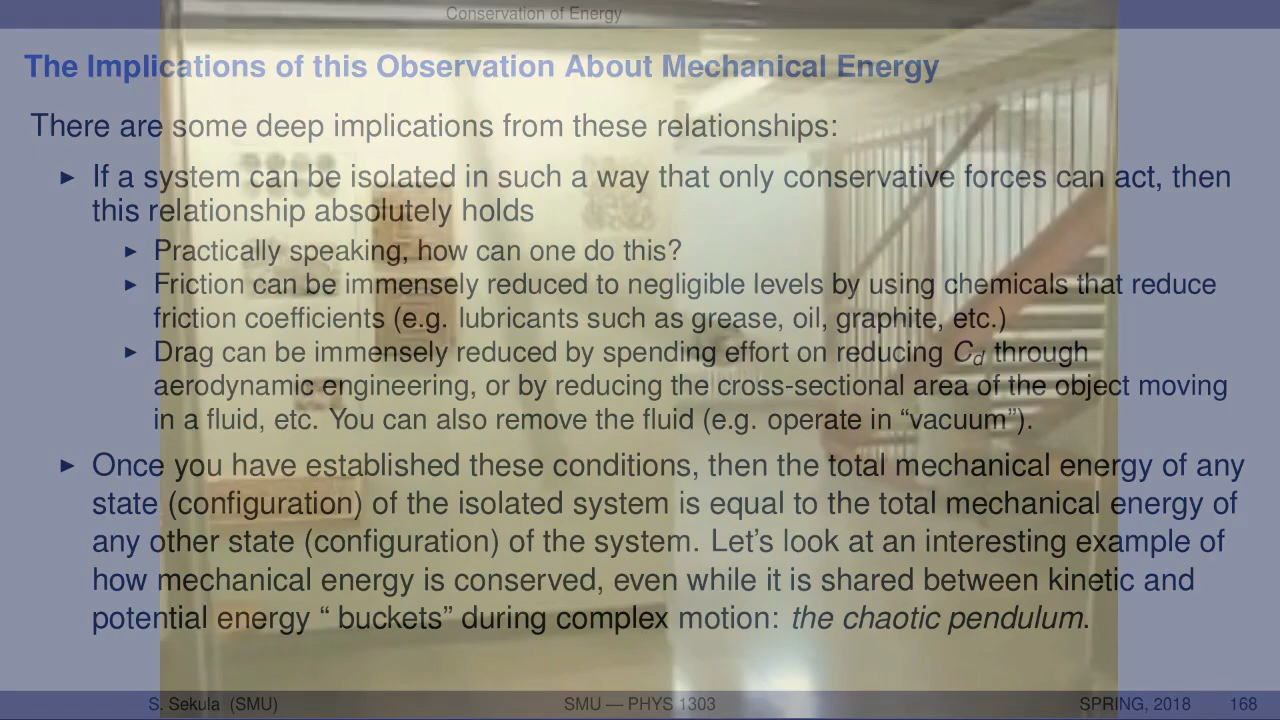 Conservation of Energy
The Implications of this Observation About Mechanical Energy
There are some deep implications from these relationships:
► If a system can be isolated in such a way that only conservative forces can act, then
this relationship absolutely holds
► Practically speaking, how can one do this?
► Friction can be immensely reduced to negligible levels by using chemicals that reduce
friction coefficients (e.g. lubricants such as grease, oil, graphite, etc.)
► Drag can be immensely reduced by spending effort on reducing Cd through
aerodynamic engineering, or by reducing the cross-sectional area of the object moving
in a fluid, etc. You can also remove the fluid (e.g. operate in “vacuum”).
► Once you have established these conditions, then the total mechanical energy of any
state (configuration) of the isolated system is equal to the total mechanical energy of
any other state (configuration) of the system. Let’s look at an interesting example of
how mechanical energy is conserved, even while it is shared between kinetic and
potential energy “ buckets” during complex motion: the chaotic pendulum.
S. Sekula (SMU) SMU — PHYS 1303 SPRING, 2018 168